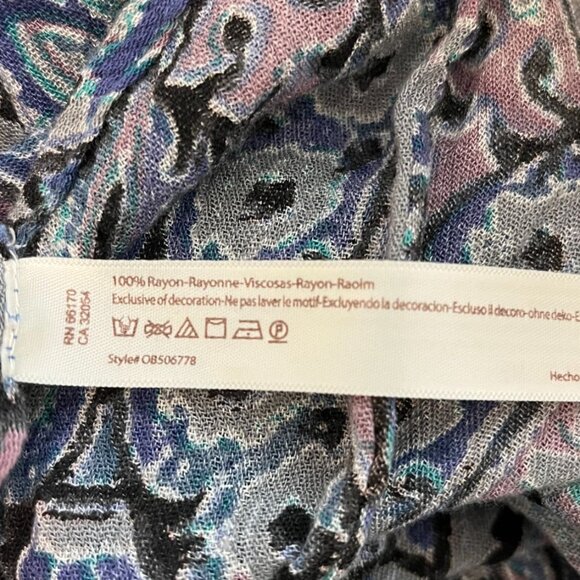 RN 66170
CA 32054
100% Rayon-Rayonne-Viscosas-Rayon-Raoim
Exclusive of decoration-Ne pas laver le motif-Excluyendo la decoracion-Escluso il decoro-ohne deko-E
Style# OB506778
Hecho